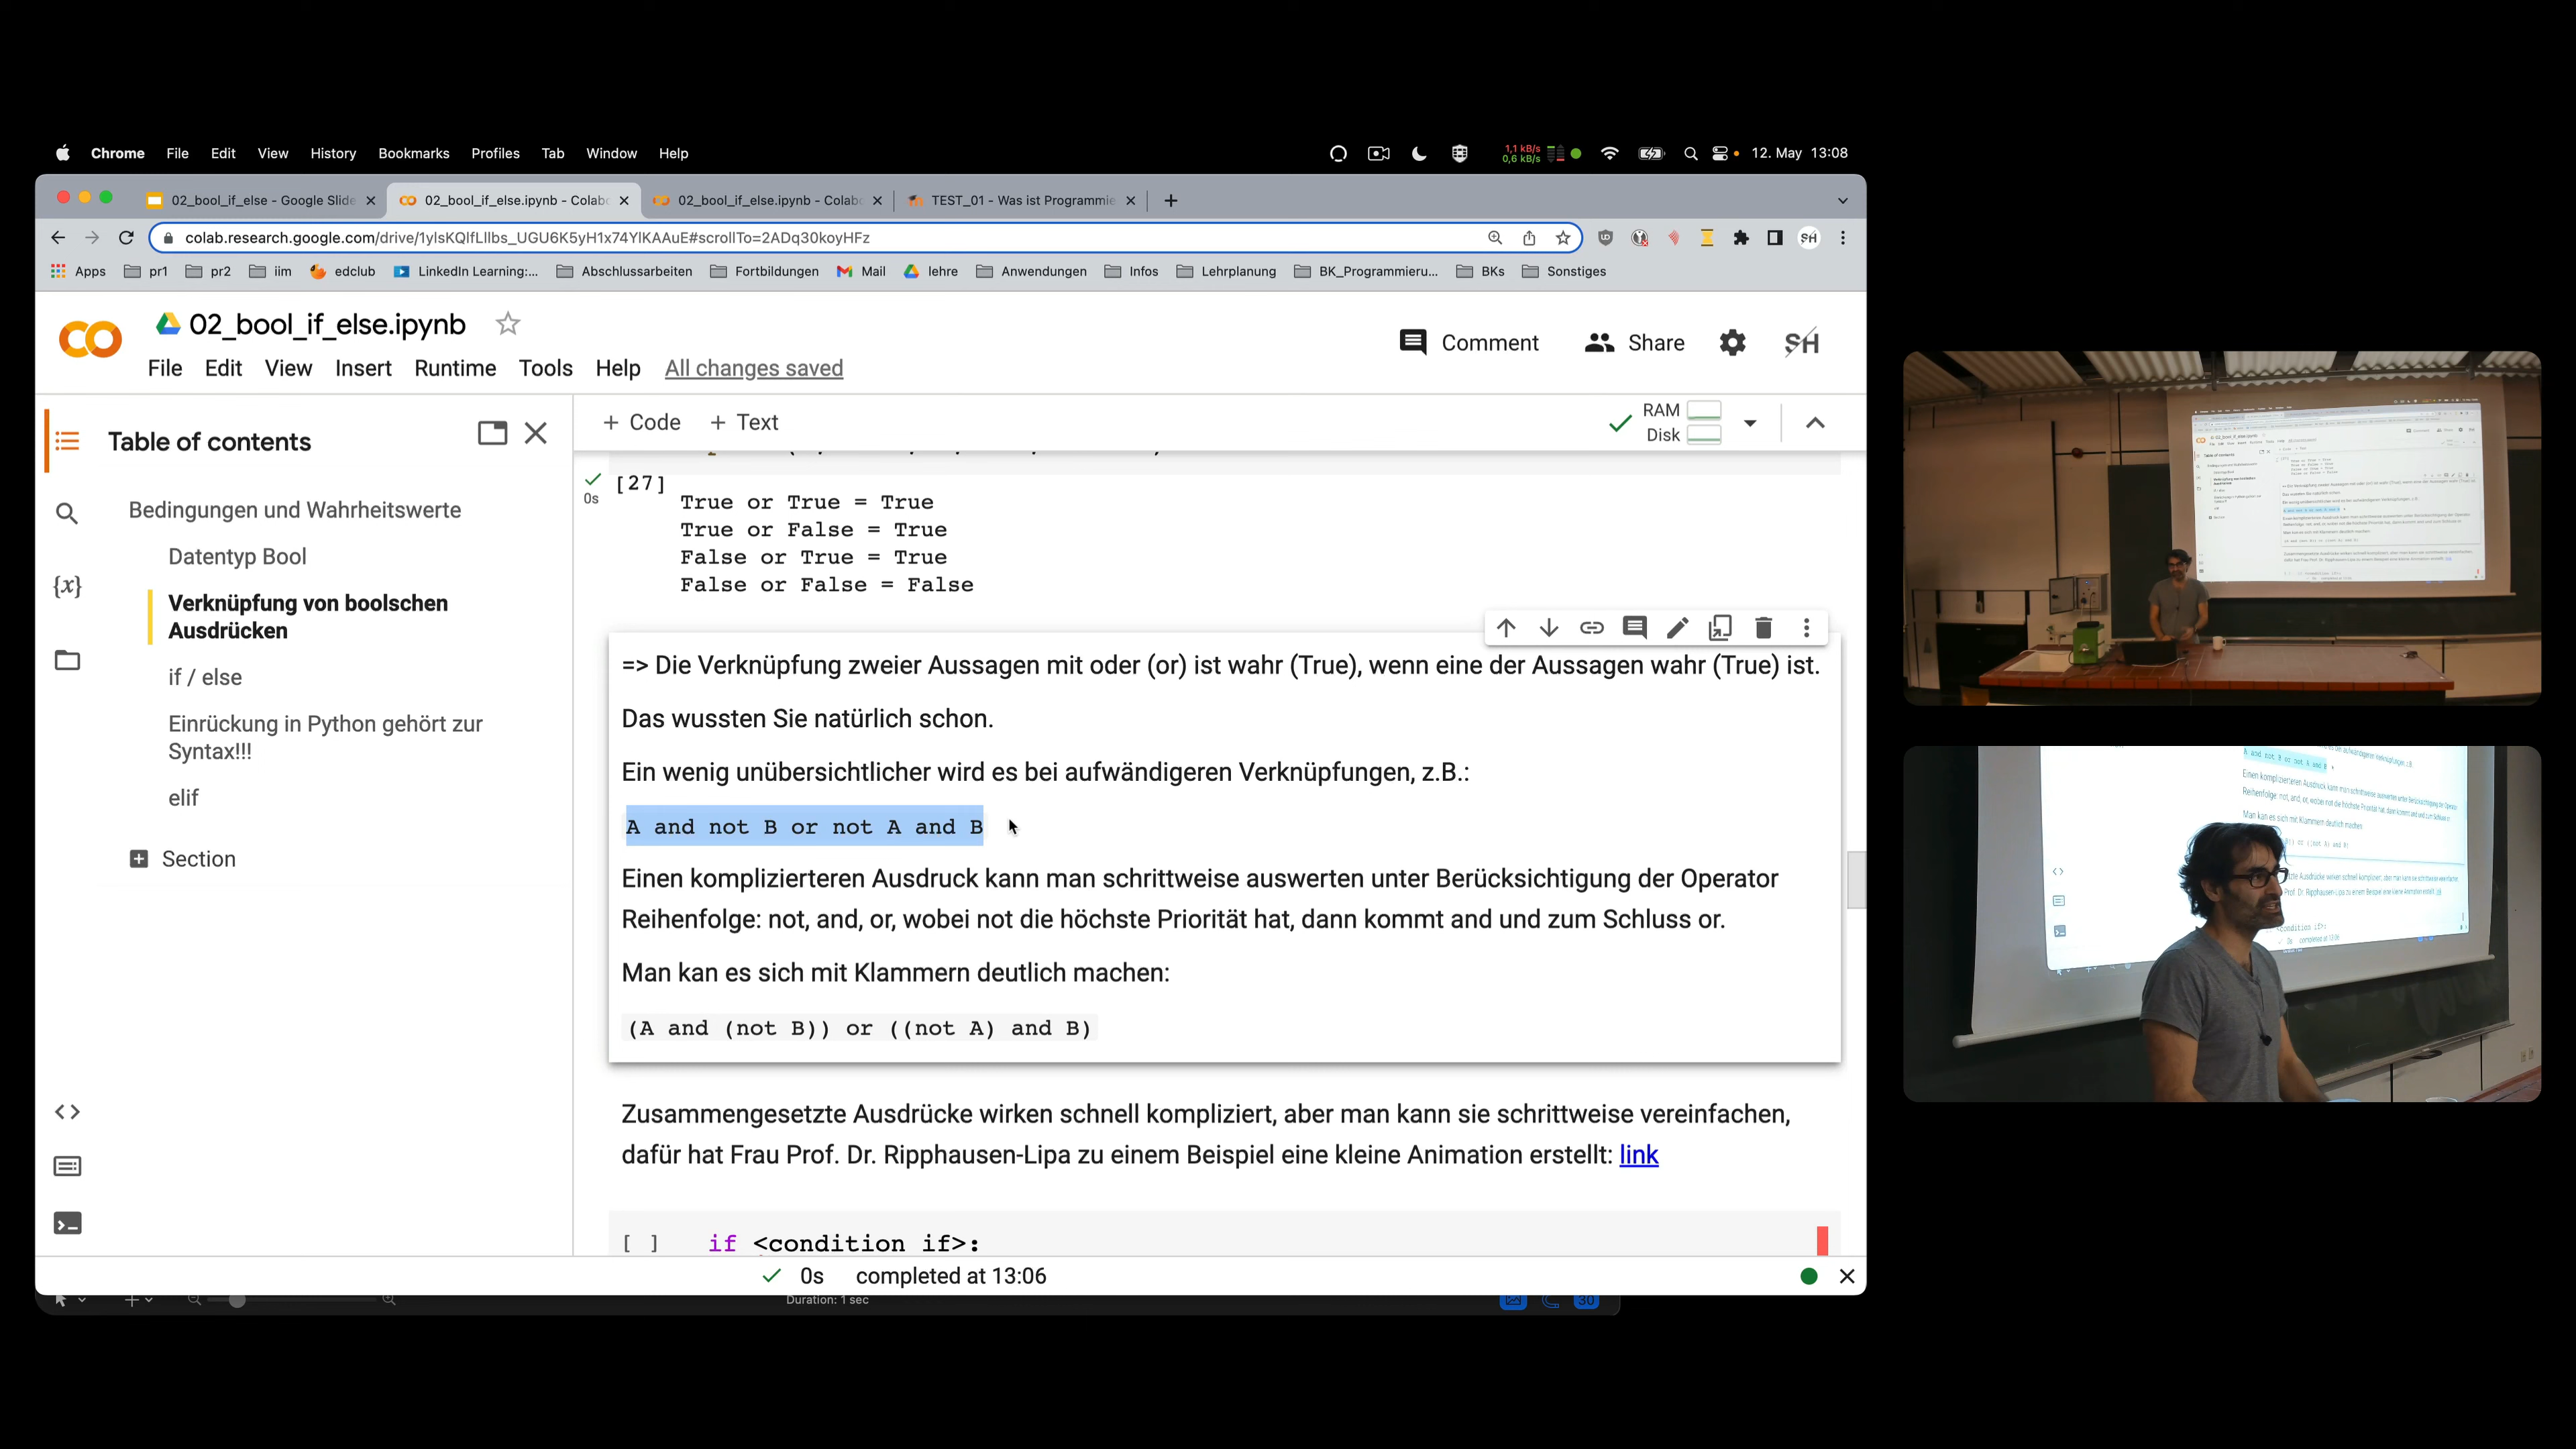 Chrome File Edit View History Bookmarks Profiles Tab Window Help
1,1 kB/s
0,6 kB/s
12. May 13:08
02_bool_if_else - Google Slide
02_bool_if_else.ipynb - Colab
02_bool_if_else.ipynb - Colab
TEST_01 - Was ist Programmie
colab.research.google.com/drive/1ylsKQlfLllbs_UGU6K5yH1x74YlKAAuE#scrollTo=2ADq30koyHFz
Apps pr1 pr2 iim edclub LinkedIn Learning:... Abschlussarbeiten Fortbildungen Mail lehre Anwendungen Infos Lehrplanung BK_Programmieru... BKs Sonstiges
02_bool_if_else.ipynb
Comment Share SH
File Edit View Insert Runtime Tools Help All changes saved
+ Code + Text
RAM
Disk
Table of contents
Bedingungen und Wahrheitswerte
Datentyp Bool
Verknüpfung von boolschen
Ausdrücken
if / else
Einrückung in Python gehört zur
Syntax!!!
elif
Section
{x}
0s
[27]
True or True = True
True or False = True
False or True = True
False or False = False
=> Die Verknüpfung zweier Aussagen mit oder (or) ist wahr (True), wenn eine der Aussagen wahr (True) ist.
Das wussten Sie natürlich schon.
Ein wenig unübersichtlicher wird es bei aufwändigeren Verknüpfungen, z.B.:
A and not B or not A and B
Einen komplizierteren Ausdruck kann man schrittweise auswerten unter Berücksichtigung der Operator
Reihenfolge: not, and, or, wobei not die höchste Priorität hat, dann kommt and und zum Schluss or.
Man kan es sich mit Klammern deutlich machen:
(A and (not B)) or ((not A) and B)
Zusammengesetzte Ausdrücke wirken schnell kompliziert, aber man kann sie schrittweise vereinfachen,
dafür hat Frau Prof. Dr. Ripphausen-Lipa zu einem Beispiel eine kleine Animation erstellt: link
[ ] if <condition if>:
0s completed at 13:06
Duration: 1 sec
30